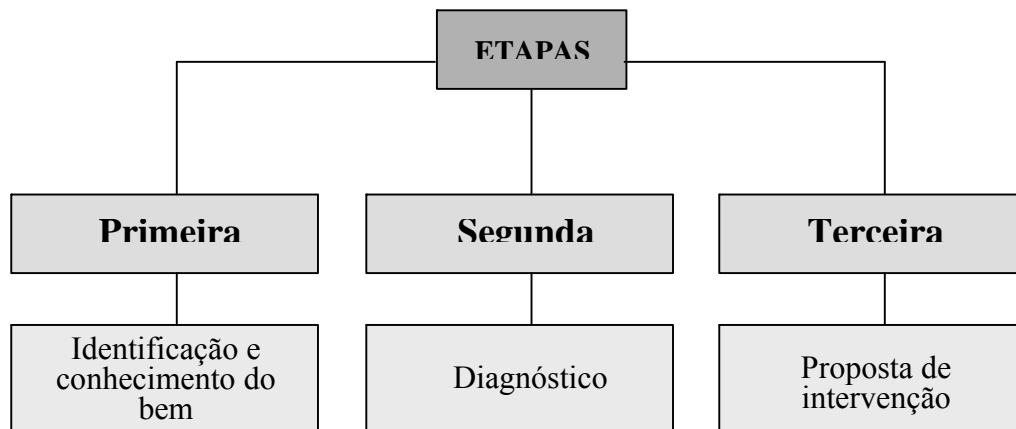 ETAPAS
Primeira
Segunda
Terceira
Identificação e
conhecimento do
bem
Diagnóstico
Proposta de
intervenção